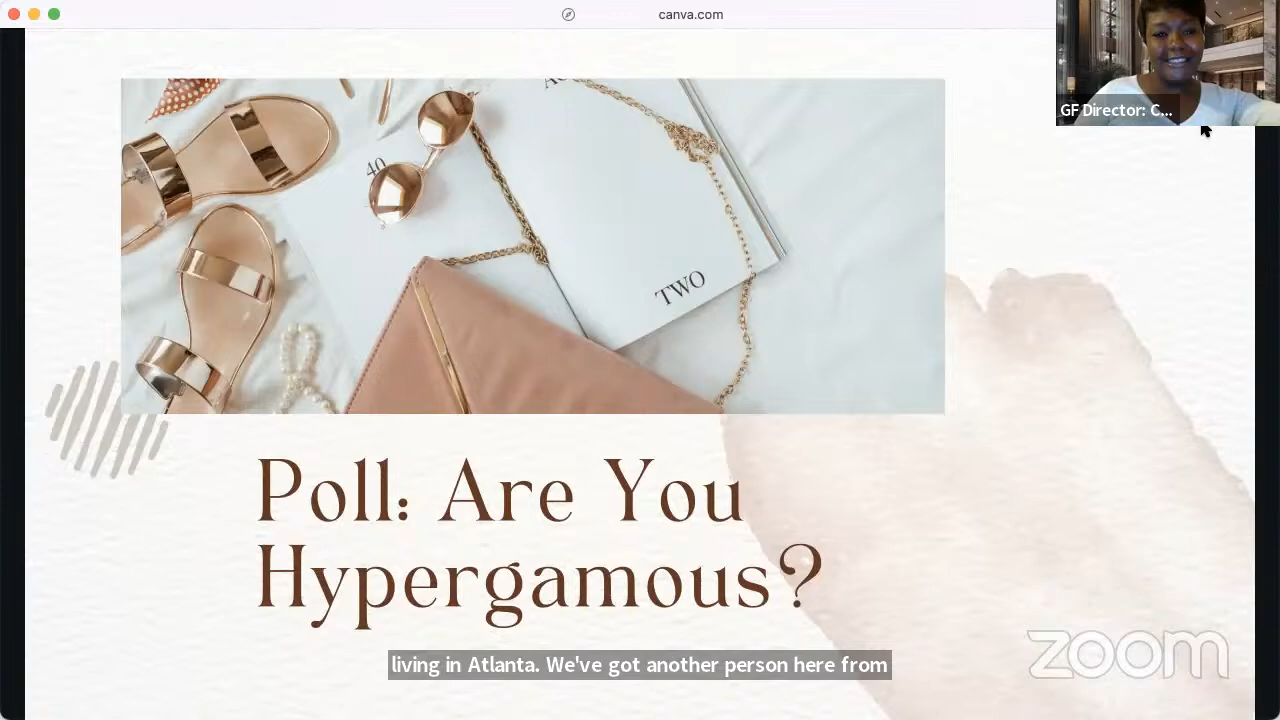 canva.com
GF Director: C...
40
TWO
Poll: Are You
Hypergamous?
living in Atlanta. We've got another person here from
zoom